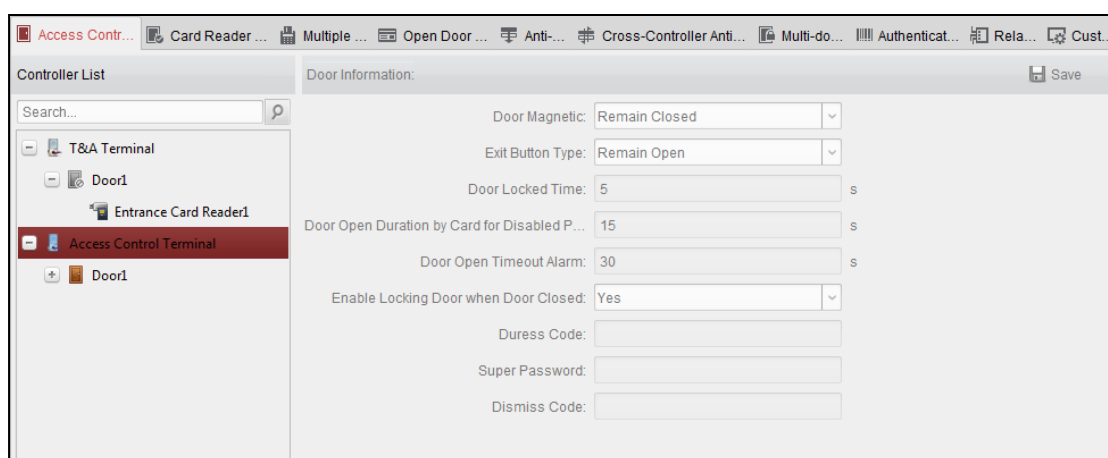 Access Contr... Card Reader ... Multiple ... Open Door ... Anti-... Cross-Controller Anti... Multi-do... Authenticat... Rela... Cust...
Controller List
Door Information:
Save
Search...
T&A Terminal
Door1
Entrance Card Reader1
Access Control Terminal
Door1
Door Magnetic: Remain Closed
Exit Button Type: Remain Open
Door Locked Time: 5 s
Door Open Duration by Card for Disabled P... 15 s
Door Open Timeout Alarm: 30 s
Enable Locking Door when Door Closed: Yes
Duress Code:
Super Password:
Dismiss Code: